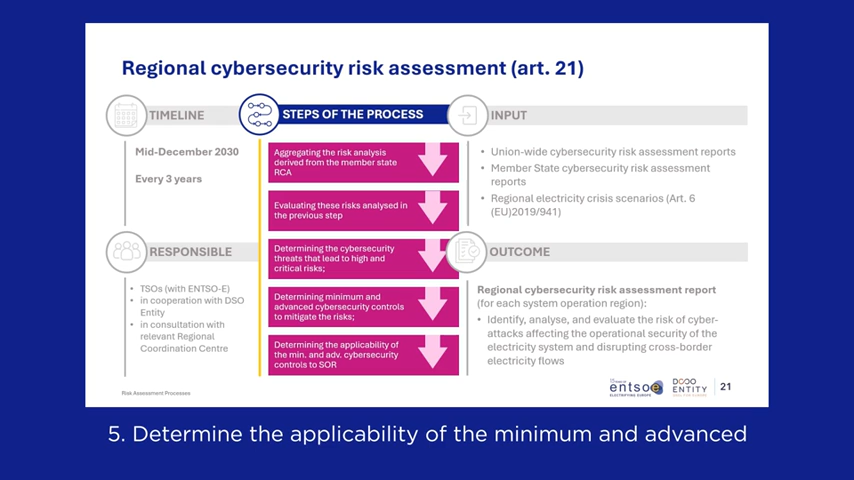 Regional cybersecurity risk assessment (art. 21)
TIMELINE
Mid-December 2030
Every 3 years
STEPS OF THE PROCESS
Aggregating the risk analysis
derived from the member state
RCA
Evaluating these risks analysed in
the previous step
Determining the cybersecurity
threats that lead to high and
critical risks;
Determining minimum and
advanced cybersecurity controls
to mitigate the risks;
Determining the applicability of
the min. and adv. cybersecurity
controls to SOR
INPUT
• Union-wide cybersecurity risk assessment reports
• Member State cybersecurity risk assessment
reports
• Regional electricity crisis scenarios (Art. 6
(EU)2019/941)
RESPONSIBLE
• TSOs (with ENTSO-E)
• in cooperation with DSO
Entity
• in consultation with
relevant Regional
Coordination Centre
OUTCOME
Regional cybersecurity risk assessment report
(for each system operation region):
• Identify, analyse, and evaluate the risk of cyber-
attacks affecting the operational security of the
electricity system and disrupting cross-border
electricity flows
Risk Assessment Processes
entsoe
ENTITY
21
5. Determine the applicability of the minimum and advanced